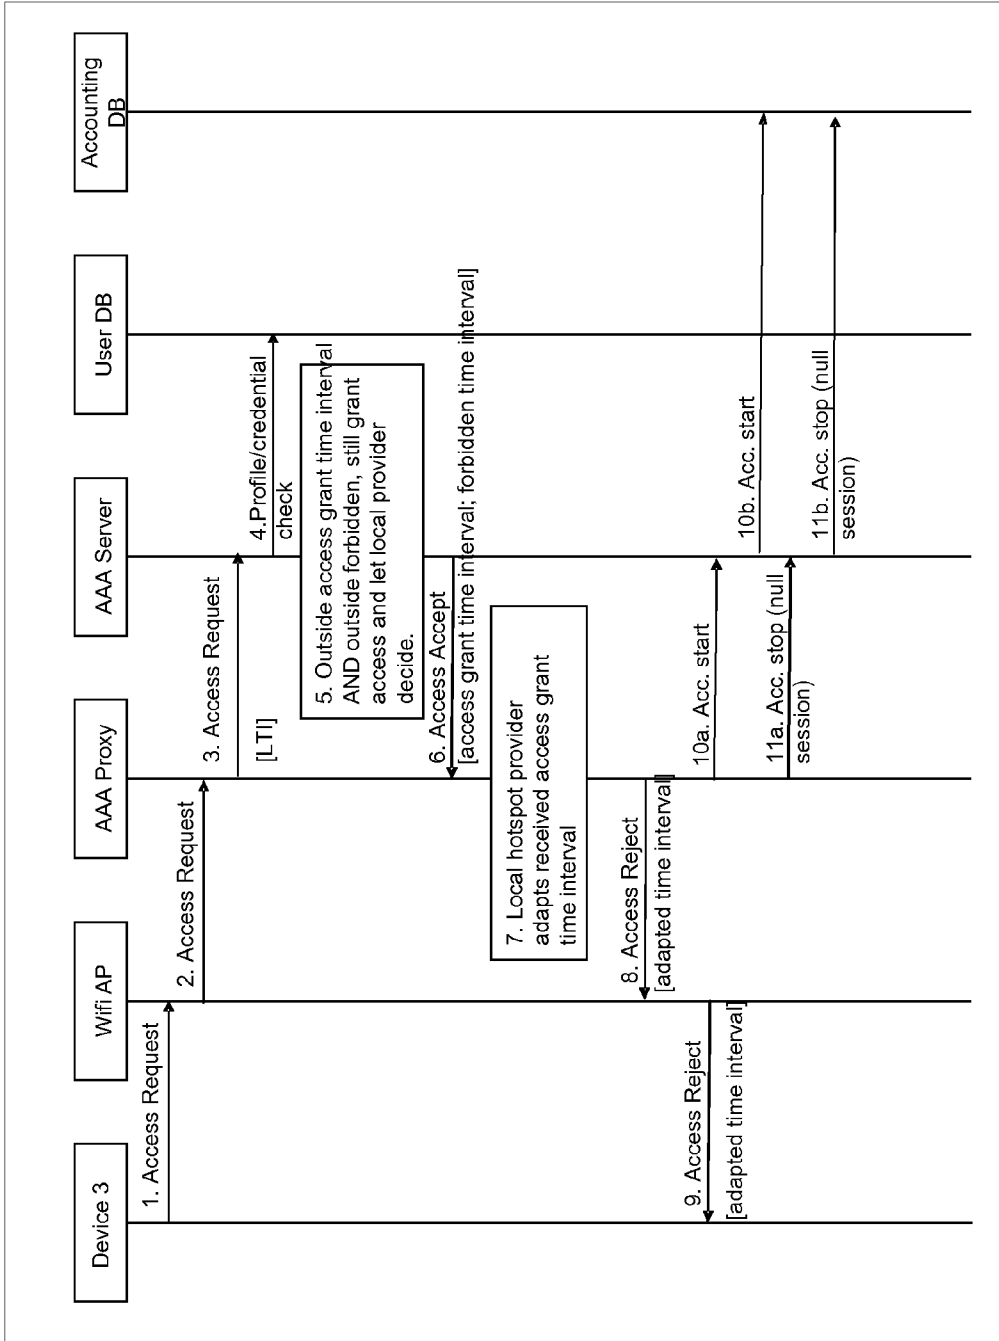 Device 3
Wifi AP
AAA Proxy
AAA Server
User DB
Accounting
DB
1. Access Request
2. Access Request
3. Access Request
[LTI]
4.Profile/credential
check
5. Outside access grant time interval
AND outside forbidden, still grant
access and let local provider
decide.
6. Access Accept
[access grant time interval; forbidden time interval]
7. Local hotspot provider
adapts received access grant
time interval
8. Access Reject
[adapted time interval]
9. Access Reject
[adapted time interval]
10a. Acc. start
10b. Acc. start
11a. Acc. stop (null
session)
11b. Acc. stop (null
session)